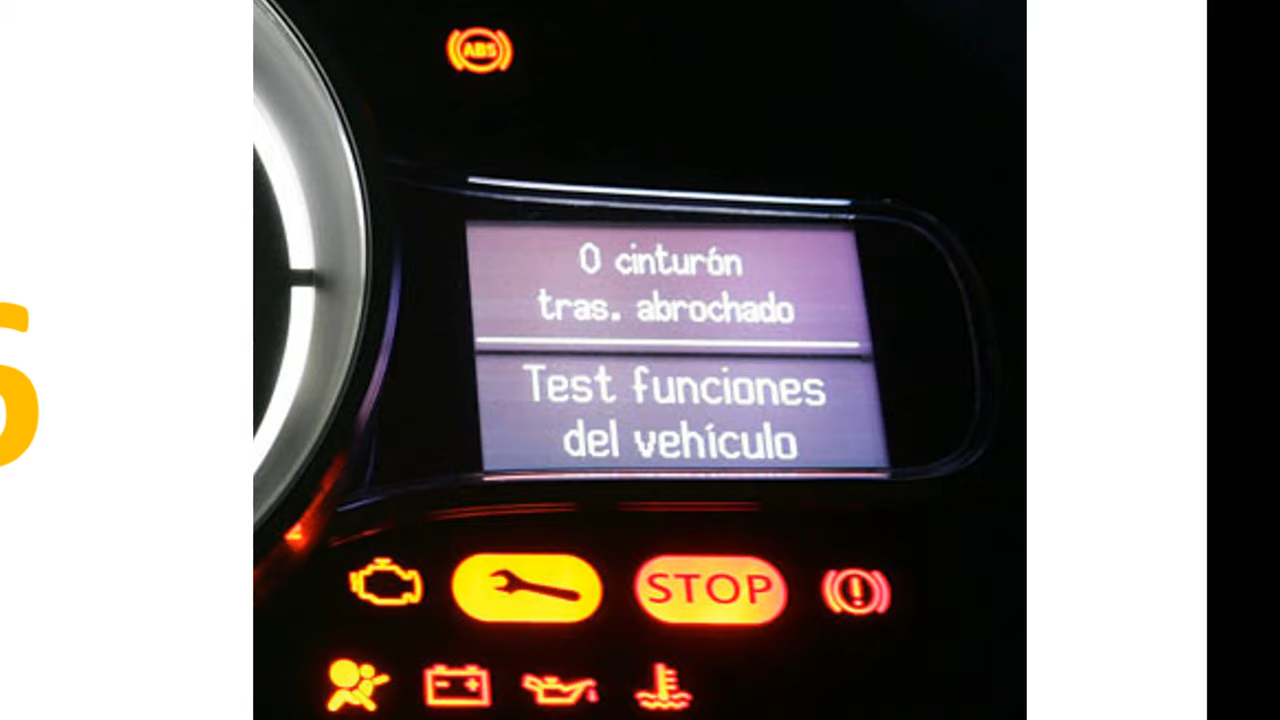 ABS
0 cinturón
tras. abrochado
Test funciones
del vehículo
STOP